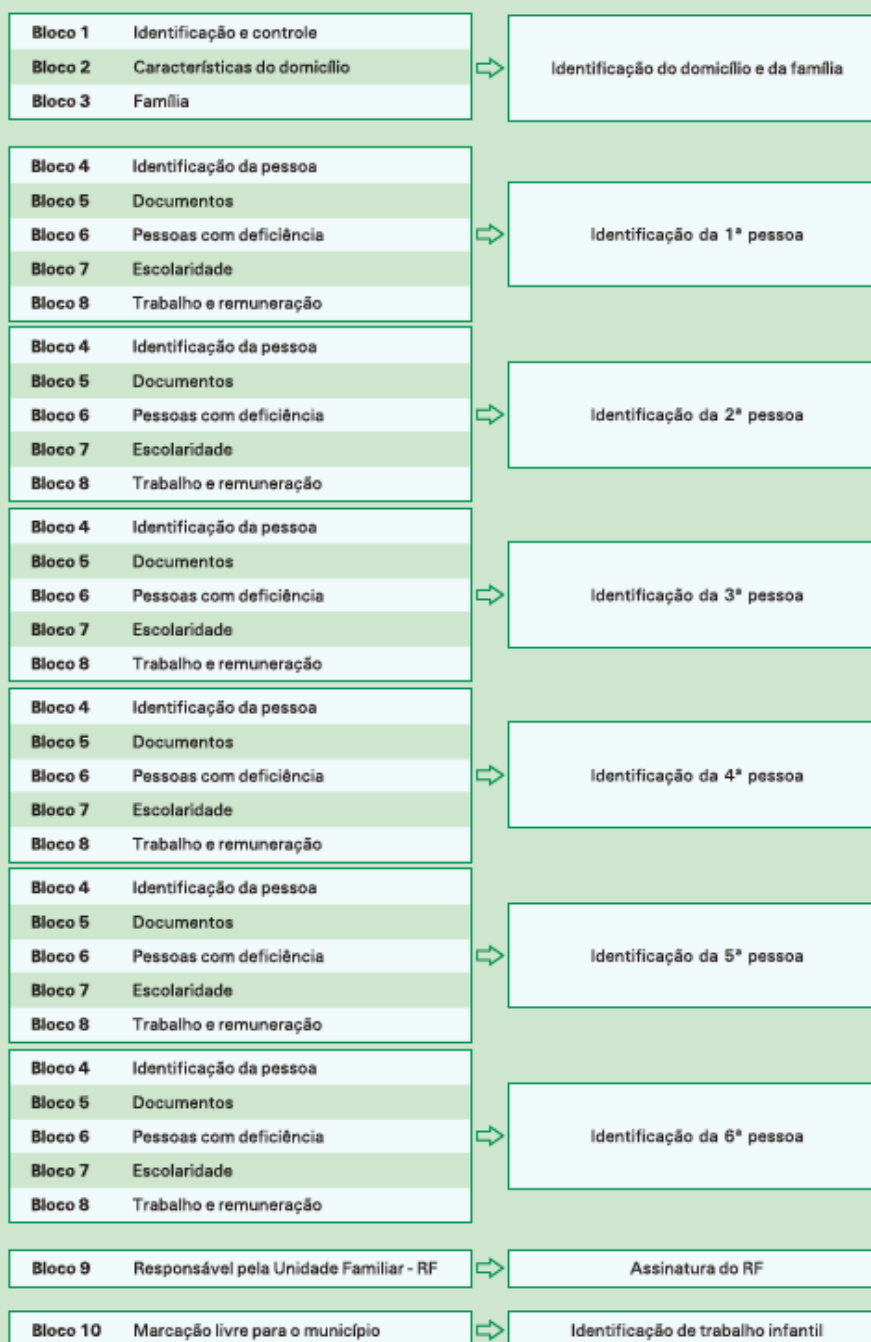 Bloco 1 Identificação e controle
Bloco 2 Características do domicílio
Bloco 3 Família
Identificação do domicílio e da família
Bloco 4 Identificação da pessoa
Bloco 5 Documentos
Bloco 6 Pessoas com deficiência
Bloco 7 Escolaridade
Bloco 8 Trabalho e remuneração
Identificação da 1ª pessoa
Bloco 4 Identificação da pessoa
Bloco 5 Documentos
Bloco 6 Pessoas com deficiência
Bloco 7 Escolaridade
Bloco 8 Trabalho e remuneração
Identificação da 2ª pessoa
Bloco 4 Identificação da pessoa
Bloco 5 Documentos
Bloco 6 Pessoas com deficiência
Bloco 7 Escolaridade
Bloco 8 Trabalho e remuneração
Identificação da 3ª pessoa
Bloco 4 Identificação da pessoa
Bloco 5 Documentos
Bloco 6 Pessoas com deficiência
Bloco 7 Escolaridade
Bloco 8 Trabalho e remuneração
Identificação da 4ª pessoa
Bloco 4 Identificação da pessoa
Bloco 5 Documentos
Bloco 6 Pessoas com deficiência
Bloco 7 Escolaridade
Bloco 8 Trabalho e remuneração
Identificação da 5ª pessoa
Bloco 4 Identificação da pessoa
Bloco 5 Documentos
Bloco 6 Pessoas com deficiência
Bloco 7 Escolaridade
Bloco 8 Trabalho e remuneração
Identificação da 6ª pessoa
Bloco 9 Responsável pela Unidade Familiar - RF
Assinatura do RF
Bloco 10 Marcação livre para o município
Identificação de trabalho infantil